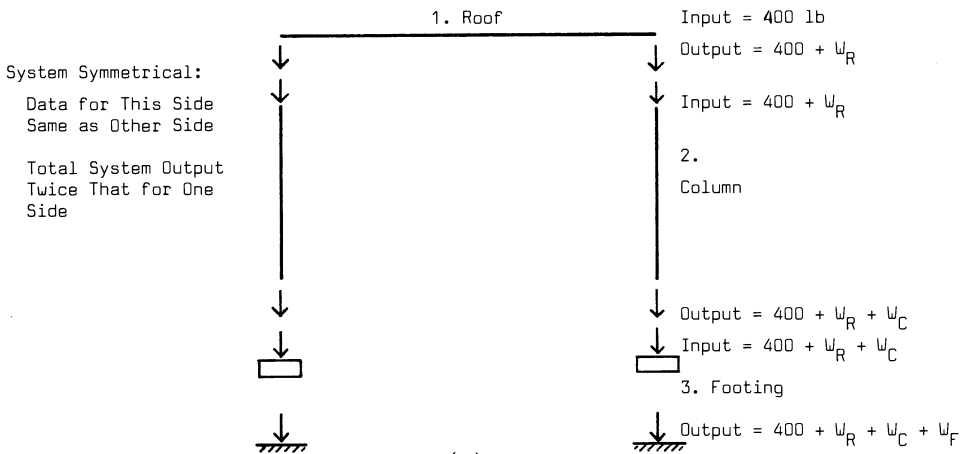 1. Roof
Input = 400 lb
Output = 400 + W_R
System Symmetrical:
Data for This Side
Same as Other Side
Total System Output
Twice That for One
Side
Input = 400 + W_R
2.
Column
Output = 400 + W_R + W_C
Input = 400 + W_R + W_C
3. Footing
Output = 400 + W_R + W_C + W_F